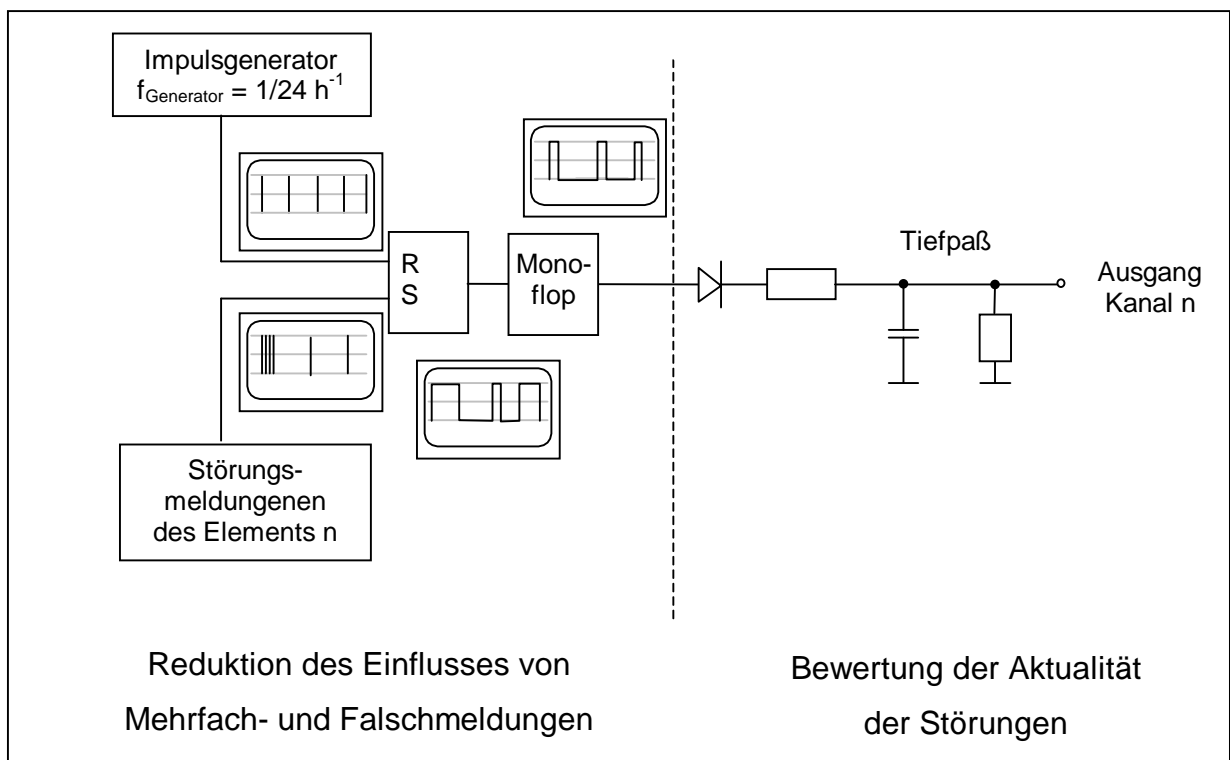 Impulsgenerator
fGenerator = 1/24 h-1
R
S
Mono-
flop
Tiefpaß
Ausgang
Kanal n
Störungs-
meldungenen
des Elements n
Reduktion des Einflusses von
Mehrfach- und Falschmeldungen
Bewertung der Aktualität
der Störungen